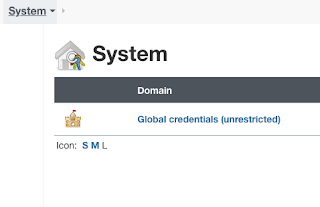 System
System
Domain
Global credentials (unrestricted)
Icon: S M L